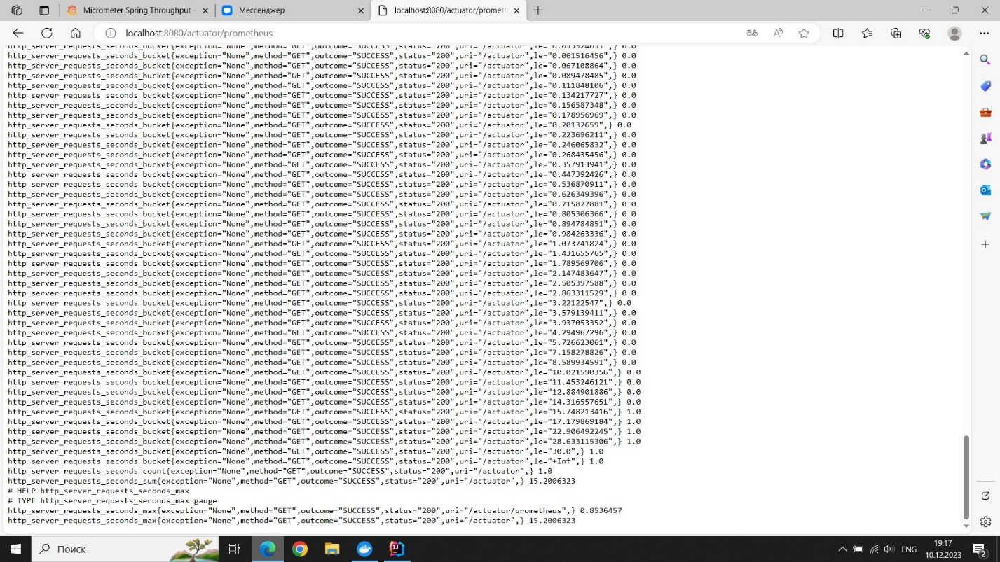 Micrometer Spring Throughput -
Мессенджер
localhost:8080/actuator/prometh
localhost:8080/actuator/prometheus
http_server_requests_seconds_bucket{exception="None",method="GET",outcome="SUCCESS",status="200",uri="/actuator",le="0.061516456",} 0.0
http_server_requests_seconds_bucket{exception="None",method="GET",outcome="SUCCESS",status="200",uri="/actuator",le="0.067108864",} 0.0
http_server_requests_seconds_bucket{exception="None",method="GET",outcome="SUCCESS",status="200",uri="/actuator",le="0.089478485",} 0.0
http_server_requests_seconds_bucket{exception="None",method="GET",outcome="SUCCESS",status="200",uri="/actuator",le="0.111848106",} 0.0
http_server_requests_seconds_bucket{exception="None",method="GET",outcome="SUCCESS",status="200",uri="/actuator",le="0.134217727",} 0.0
http_server_requests_seconds_bucket{exception="None",method="GET",outcome="SUCCESS",status="200",uri="/actuator",le="0.156587348",} 0.0
http_server_requests_seconds_bucket{exception="None",method="GET",outcome="SUCCESS",status="200",uri="/actuator",le="0.178956969",} 0.0
http_server_requests_seconds_bucket{exception="None",method="GET",outcome="SUCCESS",status="200",uri="/actuator",le="0.20132659",} 0.0
http_server_requests_seconds_bucket{exception="None",method="GET",outcome="SUCCESS",status="200",uri="/actuator",le="0.223696211",} 0.0
http_server_requests_seconds_bucket{exception="None",method="GET",outcome="SUCCESS",status="200",uri="/actuator",le="0.246065832",} 0.0
http_server_requests_seconds_bucket{exception="None",method="GET",outcome="SUCCESS",status="200",uri="/actuator",le="0.268435456",} 0.0
http_server_requests_seconds_bucket{exception="None",method="GET",outcome="SUCCESS",status="200",uri="/actuator",le="0.357913941",} 0.0
http_server_requests_seconds_bucket{exception="None",method="GET",outcome="SUCCESS",status="200",uri="/actuator",le="0.447392426",} 0.0
http_server_requests_seconds_bucket{exception="None",method="GET",outcome="SUCCESS",status="200",uri="/actuator",le="0.536870911",} 0.0
http_server_requests_seconds_bucket{exception="None",method="GET",outcome="SUCCESS",status="200",uri="/actuator",le="0.626349396",} 0.0
http_server_requests_seconds_bucket{exception="None",method="GET",outcome="SUCCESS",status="200",uri="/actuator",le="0.715827881",} 0.0
http_server_requests_seconds_bucket{exception="None",method="GET",outcome="SUCCESS",status="200",uri="/actuator",le="0.805306366",} 0.0
http_server_requests_seconds_bucket{exception="None",method="GET",outcome="SUCCESS",status="200",uri="/actuator",le="0.894784851",} 0.0
http_server_requests_seconds_bucket{exception="None",method="GET",outcome="SUCCESS",status="200",uri="/actuator",le="0.984263336",} 0.0
http_server_requests_seconds_bucket{exception="None",method="GET",outcome="SUCCESS",status="200",uri="/actuator",le="1.073741824",} 0.0
http_server_requests_seconds_bucket{exception="None",method="GET",outcome="SUCCESS",status="200",uri="/actuator",le="1.431655765",} 0.0
http_server_requests_seconds_bucket{exception="None",method="GET",outcome="SUCCESS",status="200",uri="/actuator",le="1.789569706",} 0.0
http_server_requests_seconds_bucket{exception="None",method="GET",outcome="SUCCESS",status="200",uri="/actuator",le="2.147483647",} 0.0
http_server_requests_seconds_bucket{exception="None",method="GET",outcome="SUCCESS",status="200",uri="/actuator",le="2.505397588",} 0.0
http_server_requests_seconds_bucket{exception="None",method="GET",outcome="SUCCESS",status="200",uri="/actuator",le="2.863311529",} 0.0
http_server_requests_seconds_bucket{exception="None",method="GET",outcome="SUCCESS",status="200",uri="/actuator",le="3.22122547",} 0.0
http_server_requests_seconds_bucket{exception="None",method="GET",outcome="SUCCESS",status="200",uri="/actuator",le="3.579139411",} 0.0
http_server_requests_seconds_bucket{exception="None",method="GET",outcome="SUCCESS",status="200",uri="/actuator",le="3.937053352",} 0.0
http_server_requests_seconds_bucket{exception="None",method="GET",outcome="SUCCESS",status="200",uri="/actuator",le="4.294967296",} 0.0
http_server_requests_seconds_bucket{exception="None",method="GET",outcome="SUCCESS",status="200",uri="/actuator",le="5.726623061",} 0.0
http_server_requests_seconds_bucket{exception="None",method="GET",outcome="SUCCESS",status="200",uri="/actuator",le="7.158278826",} 0.0
http_server_requests_seconds_bucket{exception="None",method="GET",outcome="SUCCESS",status="200",uri="/actuator",le="8.589934591",} 0.0
http_server_requests_seconds_bucket{exception="None",method="GET",outcome="SUCCESS",status="200",uri="/actuator",le="10.021590356",} 0.0
http_server_requests_seconds_bucket{exception="None",method="GET",outcome="SUCCESS",status="200",uri="/actuator",le="11.453246121",} 0.0
http_server_requests_seconds_bucket{exception="None",method="GET",outcome="SUCCESS",status="200",uri="/actuator",le="12.884901886",} 0.0
http_server_requests_seconds_bucket{exception="None",method="GET",outcome="SUCCESS",status="200",uri="/actuator",le="14.316557651",} 0.0
http_server_requests_seconds_bucket{exception="None",method="GET",outcome="SUCCESS",status="200",uri="/actuator",le="15.748213416",} 1.0
http_server_requests_seconds_bucket{exception="None",method="GET",outcome="SUCCESS",status="200",uri="/actuator",le="17.179869184",} 1.0
http_server_requests_seconds_bucket{exception="None",method="GET",outcome="SUCCESS",status="200",uri="/actuator",le="22.906492245",} 1.0
http_server_requests_seconds_bucket{exception="None",method="GET",outcome="SUCCESS",status="200",uri="/actuator",le="28.633115306",} 1.0
http_server_requests_seconds_bucket{exception="None",method="GET",outcome="SUCCESS",status="200",uri="/actuator",le="30.0",} 1.0
http_server_requests_seconds_bucket{exception="None",method="GET",outcome="SUCCESS",status="200",uri="/actuator",le="+Inf",} 1.0
http_server_requests_seconds_count{exception="None",method="GET",outcome="SUCCESS",status="200",uri="/actuator",} 1.0
http_server_requests_seconds_sum{exception="None",method="GET",outcome="SUCCESS",status="200",uri="/actuator",} 15.2006323
# HELP http_server_requests_seconds_max
# TYPE http_server_requests_seconds_max gauge
http_server_requests_seconds_max{exception="None",method="GET",outcome="SUCCESS",status="200",uri="/actuator/prometheus",} 0.8536457
http_server_requests_seconds_max{exception="None",method="GET",outcome="SUCCESS",status="200",uri="/actuator",} 15.2006323
Поиск
ENG
19:17
10.12.2023
2